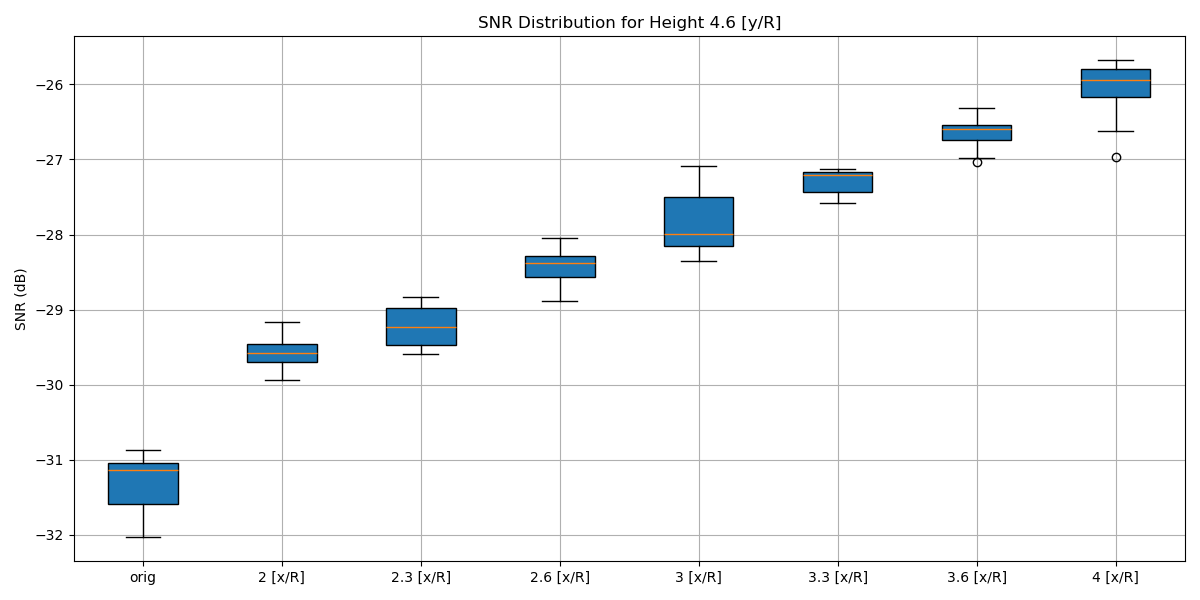 SNR Distribution for Height 4.6 [y/R]
SNR (dB)
−26
−27
−28
−29
−30
−31
−32
orig
2 [x/R]
2.3 [x/R]
2.6 [x/R]
3 [x/R]
3.3 [x/R]
3.6 [x/R]
4 [x/R]